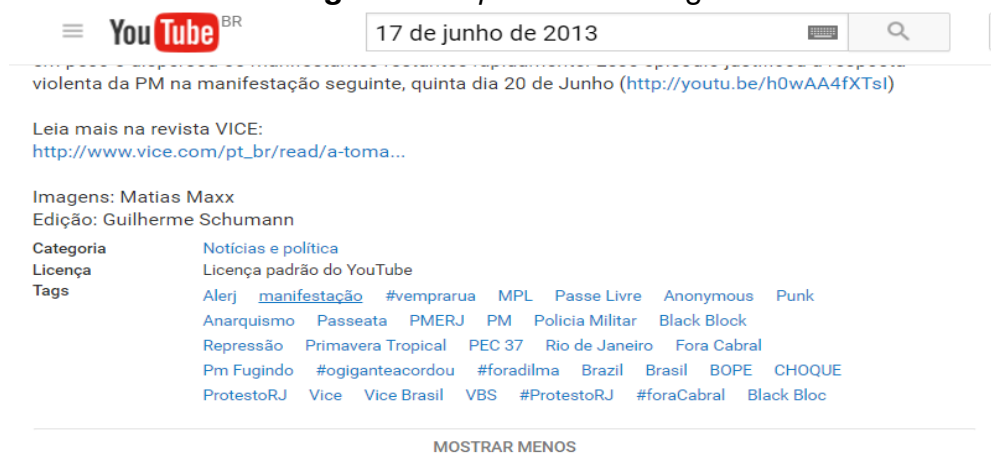 YouTube BR
17 de junho de 2013
violenta da PM na manifestação seguinte, quinta dia 20 de Junho (http://youtu.be/h0wAA4fXTsI)
Leia mais na revista VICE:
http://www.vice.com/pt_br/read/a-toma...
Imagens: Matias Maxx
Edição: Guilherme Schumann
Categoria Notícias e política
Licença Licença padrão do YouTube
Tags Alerj manifestação #vemprarua MPL Passe Livre Anonymous Punk
Anarquismo Passeata PMERJ PM Policia Militar Black Block
Repressão Primavera Tropical PEC 37 Rio de Janeiro Fora Cabral
Pm Fugindo #ogiganteacordou #foradilma Brazil Brasil BOPE CHOQUE
ProtestoRJ Vice Vice Brasil VBS #ProtestoRJ #foraCabral Black Bloc
MOSTRAR MENOS